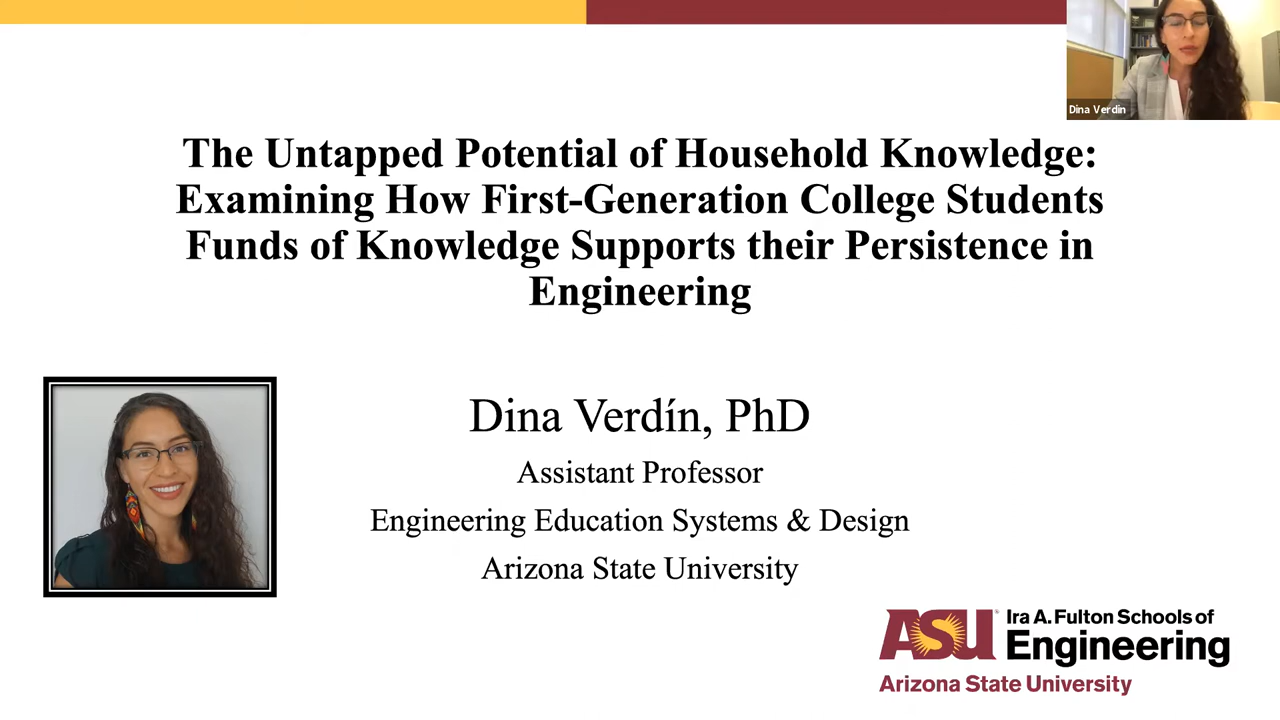 Dina Verdin
The Untapped Potential of Household Knowledge:
Examining How First-Generation College Students
Funds of Knowledge Supports their Persistence in
Engineering
Dina Verdín, PhD
Assistant Professor
Engineering Education Systems & Design
Arizona State University
ASU® Ira A. Fulton Schools of
Engineering
Arizona State University